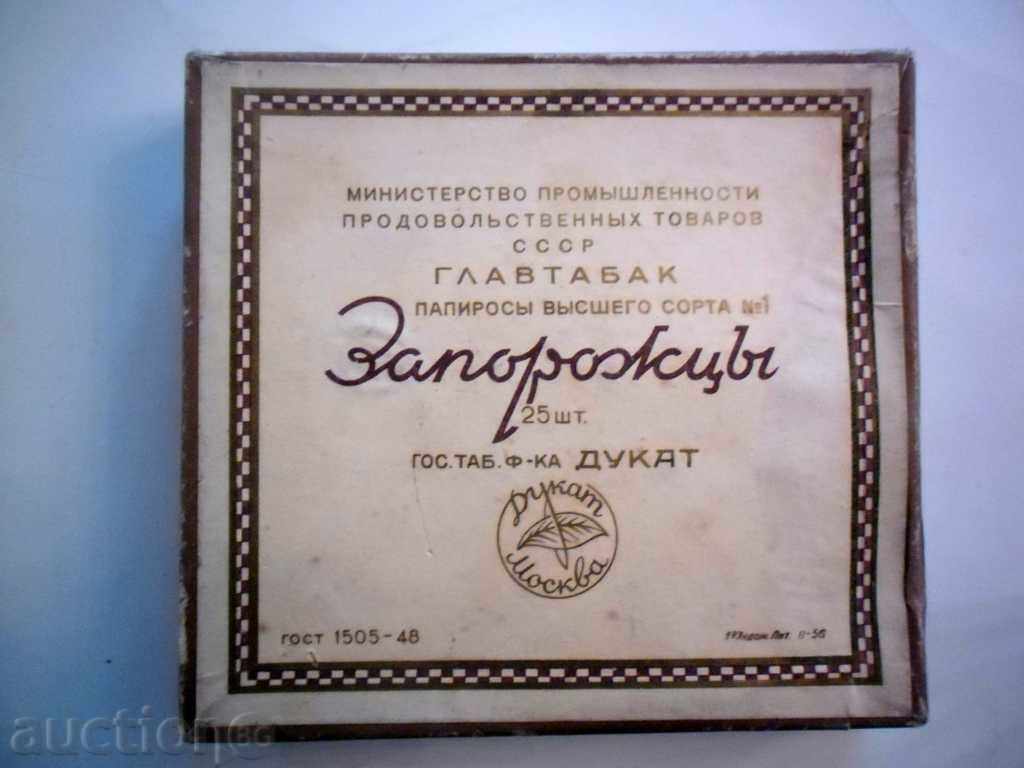 МИНИСТЕРСТВО ПРОМЫШЛЕННОСТИ
ПРОДОВОЛЬСТВЕННЫХ ТОВАРОВ
СССР
ГЛАВТАБАК
ПАПИРОСЫ ВЫСШЕГО СОРТА №1
Запорожцы
25 ШТ.
ГОС. ТАБ. Ф-КА ДУКАТ
Дукат
Москва
ГОСТ 1505-48
auction